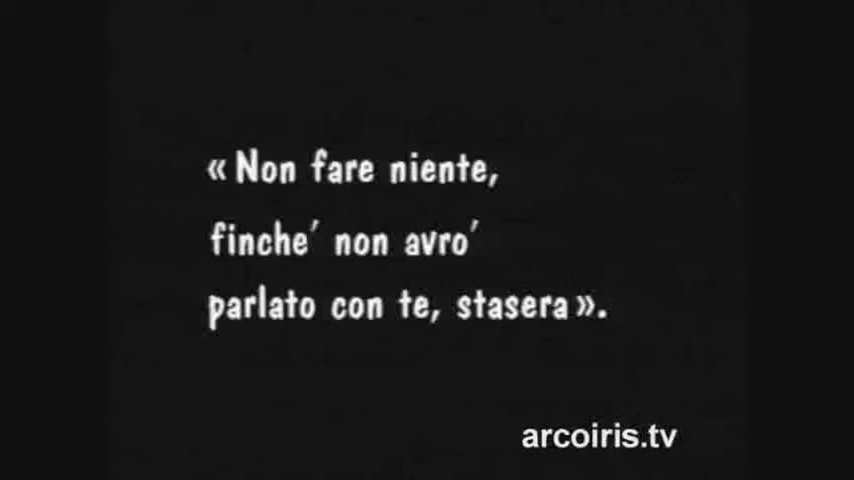 « Non fare niente,
finche' non avro'
parlato con te, stasera ».
arcoiris.tv